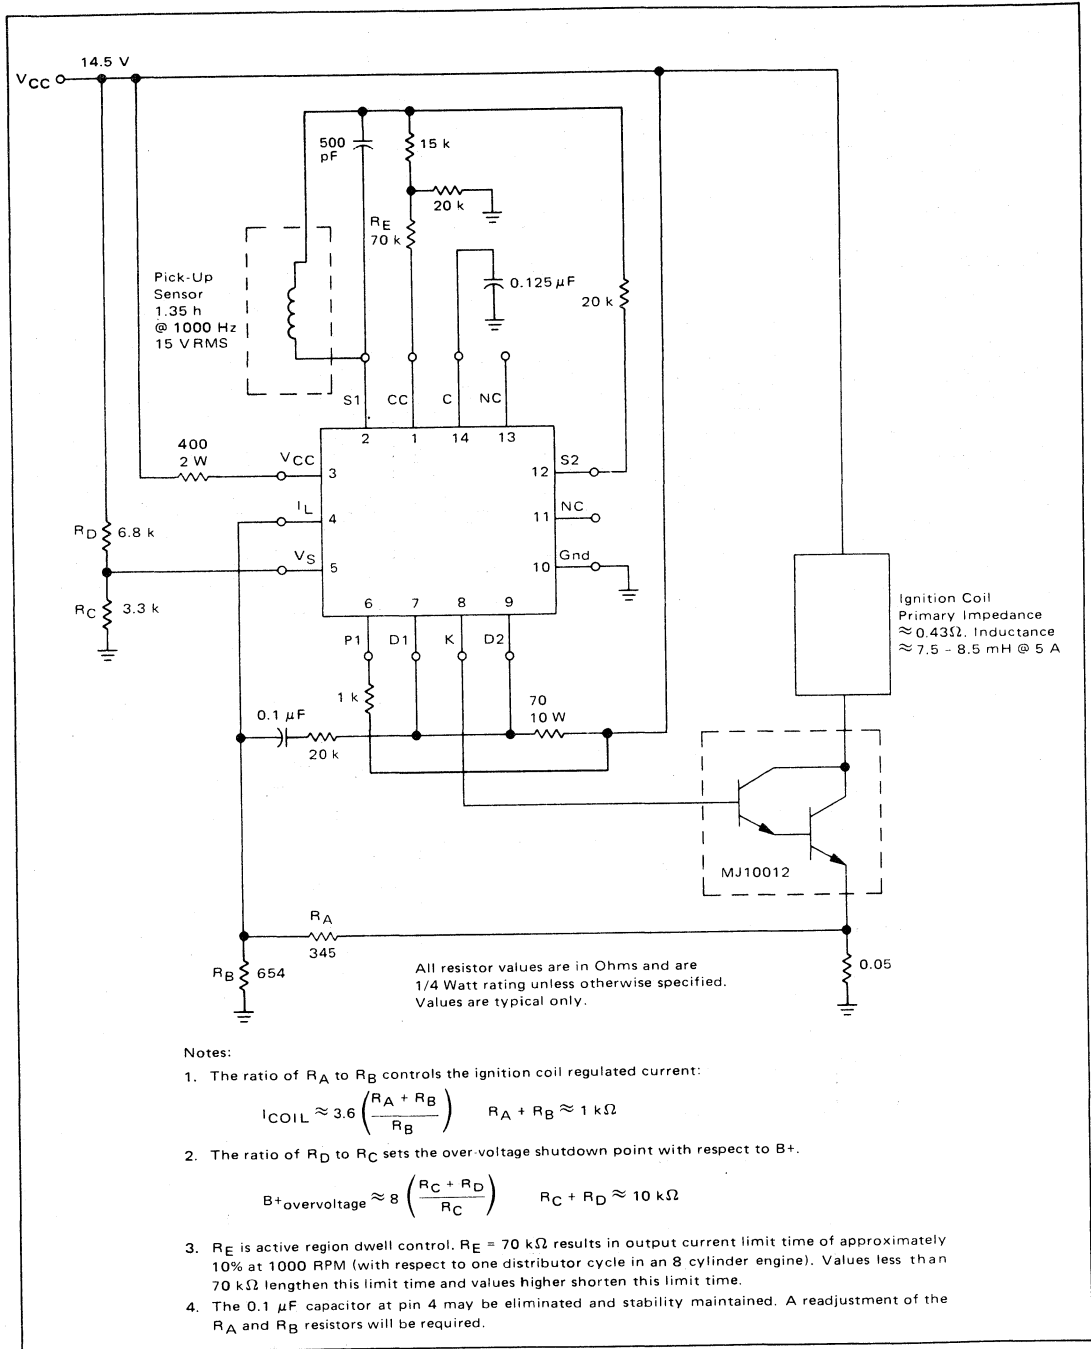 14.5 V
VCC
500
pF
15 k
20 k
RE
70 k
0.125 μF
20 k
Pick-Up
Sensor
1.35 h
@ 1000 Hz
15 V RMS
S1
CC
C
NC
2
1
14
13
400
2 W
VCC
3
12
S2
IL
4
11
NC
RD
6.8 k
VS
5
10
Gnd
RC
3.3 k
6
7
8
9
P1
D1
K
D2
Ignition Coil
Primary Impedance
≈ 0.43Ω. Inductance
≈ 7.5 – 8.5 mH @ 5 A
1 k
70
10 W
0.1 μF
20 k
MJ10012
RA
345
RB
654
0.05
All resistor values are in Ohms and are
1/4 Watt rating unless otherwise specified.
Values are typical only.
Notes:
1. The ratio of RA to RB controls the ignition coil regulated current:
ICOIL ≈ 3.6 (RA + RB / RB) RA + RB ≈ 1 kΩ
2. The ratio of RD to RC sets the over-voltage shutdown point with respect to B+.
B+overvoltage ≈ 8 (RC + RD / RC) RC + RD ≈ 10 kΩ
3. RE is active region dwell control. RE = 70 kΩ results in output current limit time of approximately
10% at 1000 RPM (with respect to one distributor cycle in an 8 cylinder engine). Values less than
70 kΩ lengthen this limit time and values higher shorten this limit time.
4. The 0.1 μF capacitor at pin 4 may be eliminated and stability maintained. A readjustment of the
RA and RB resistors will be required.